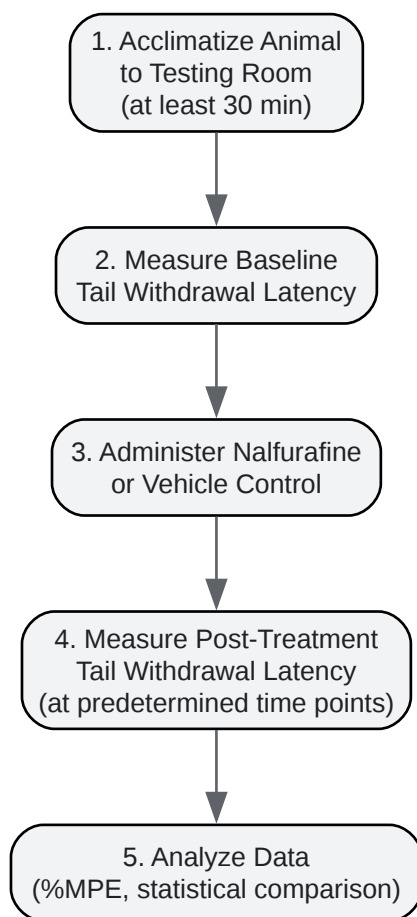 1. Acclimatize Animal
to Testing Room
(at least 30 min)
2. Measure Baseline
Tail Withdrawal Latency
3. Administer Nalfurafine
or Vehicle Control
4. Measure Post-Treatment
Tail Withdrawal Latency
(at predetermined time points)
5. Analyze Data
(%MPE, statistical comparison)